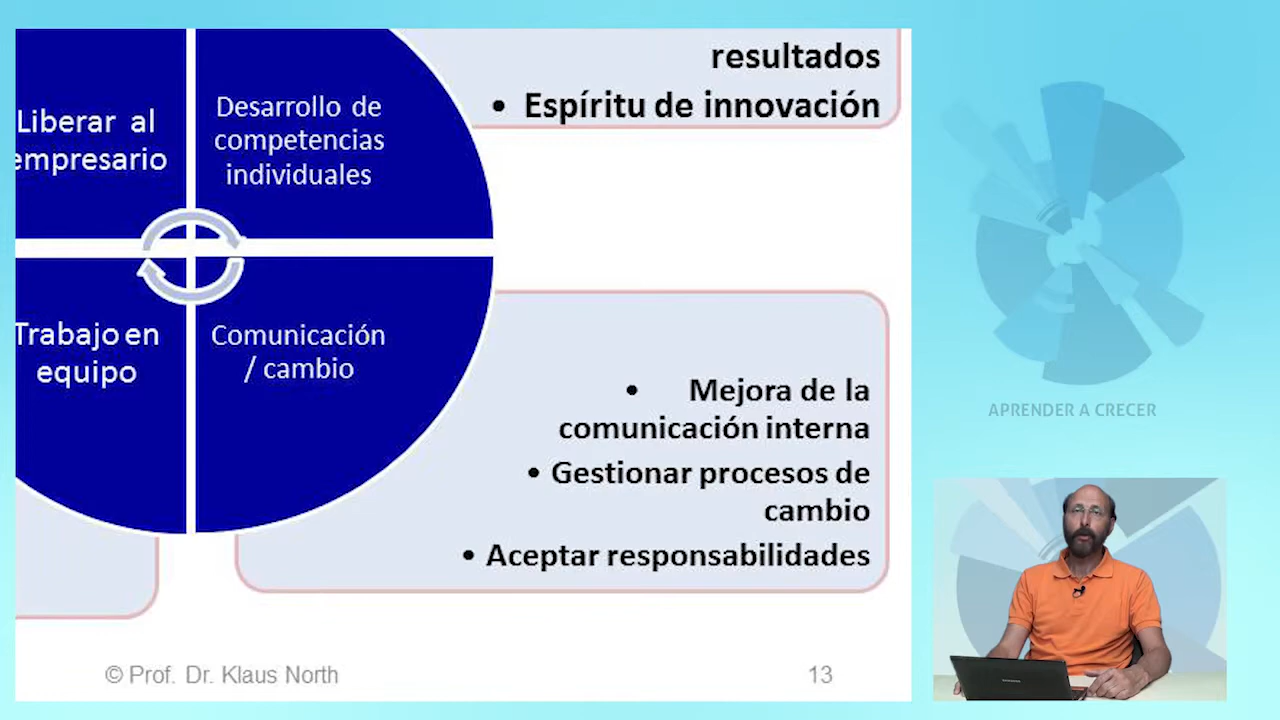 resultados
• Espíritu de innovación
Liberar al
empresario
Desarrollo de
competencias
individuales
Trabajo en
equipo
Comunicación
/ cambio
• Mejora de la
comunicación interna
• Gestionar procesos de
cambio
• Aceptar responsabilidades
© Prof. Dr. Klaus North
13
APRENDER A CRECER